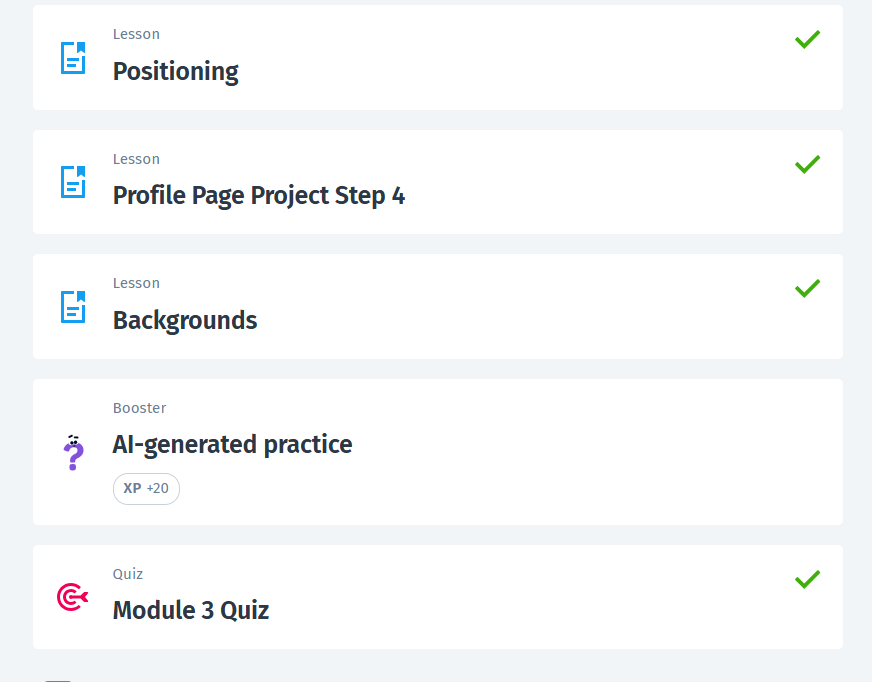 Lesson
Positioning
Lesson
Profile Page Project Step 4
Lesson
Backgrounds
Booster
AI-generated practice
XP +20
Quiz
Module 3 Quiz